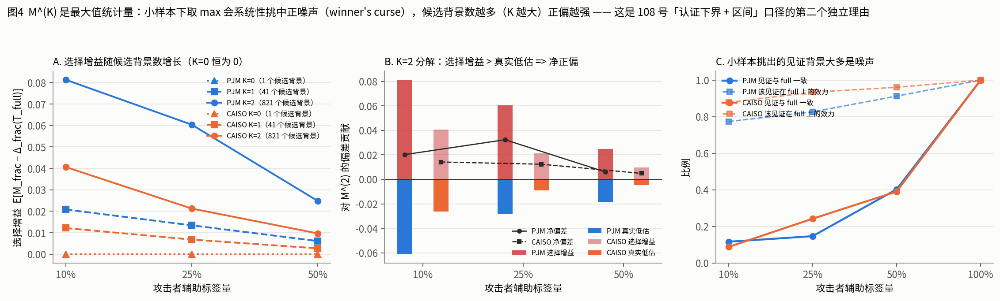 图4 M^(K) 是最大值统计量：小样本下取 max 会系统性挑中正噪声（winner's curse），候选背景数越多（K 越大）正偏越强 —— 这是 108 号「认证下界 + 区间」口径的第二个独立理由
A. 选择增益随候选背景数增长（K=0 恒为 0）
选择增益 E[M_frac − Δ_frac(T_full)]
0.08
0.07
0.06
0.05
0.04
0.03
0.02
0.01
0.00
PJM K=0（1 个候选背景）
PJM K=1（41 个候选背景）
PJM K=2（821 个候选背景）
CAISO K=0（1 个候选背景）
CAISO K=1（41 个候选背景）
CAISO K=2（821 个候选背景）
10%
25%
50%
攻击者辅助标签量
B. K=2 分解：选择增益 > 真实低估 => 净正偏
对 M^(2) 的偏差贡献
0.08
0.06
0.04
0.02
0.00
-0.02
-0.04
-0.06
PJM 净偏差
CAISO 净偏差
PJM 选择增益
PJM 真实低估
CAISO 选择增益
CAISO 真实低估
10%
25%
50%
攻击者辅助标签量
C. 小样本挑出的见证背景大多是噪声
比例
1.0
0.8
0.6
0.4
0.2
0.0
PJM 见证与 full 一致
PJM 该见证在 full 上的效力
CAISO 见证与 full 一致
CAISO 该见证在 full 上的效力
10%
25%
50%
100%
攻击者辅助标签量